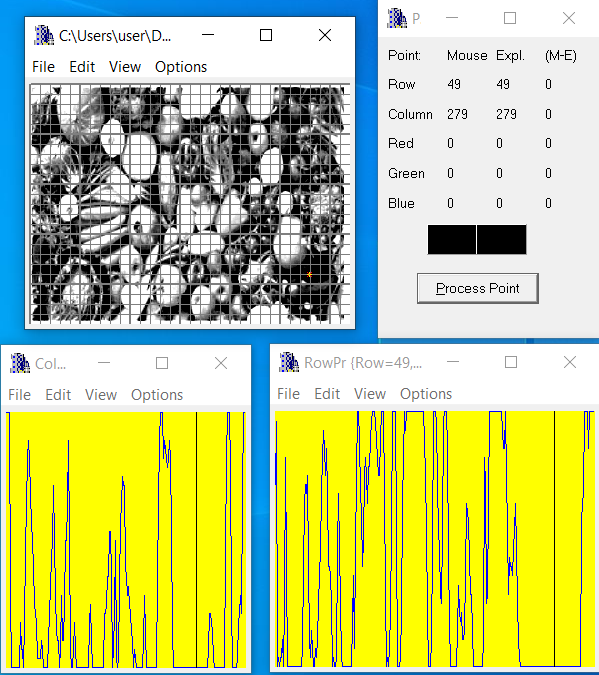 C:\Users\user\D...
File Edit View Options
P
Point: Mouse Expl. (M-E)
Row 49 49 0
Column 279 279 0
Red 0 0 0
Green 0 0 0
Blue 0 0 0
Process Point
Col...
File Edit View Options
RowPr {Row=49,...
File Edit View Options